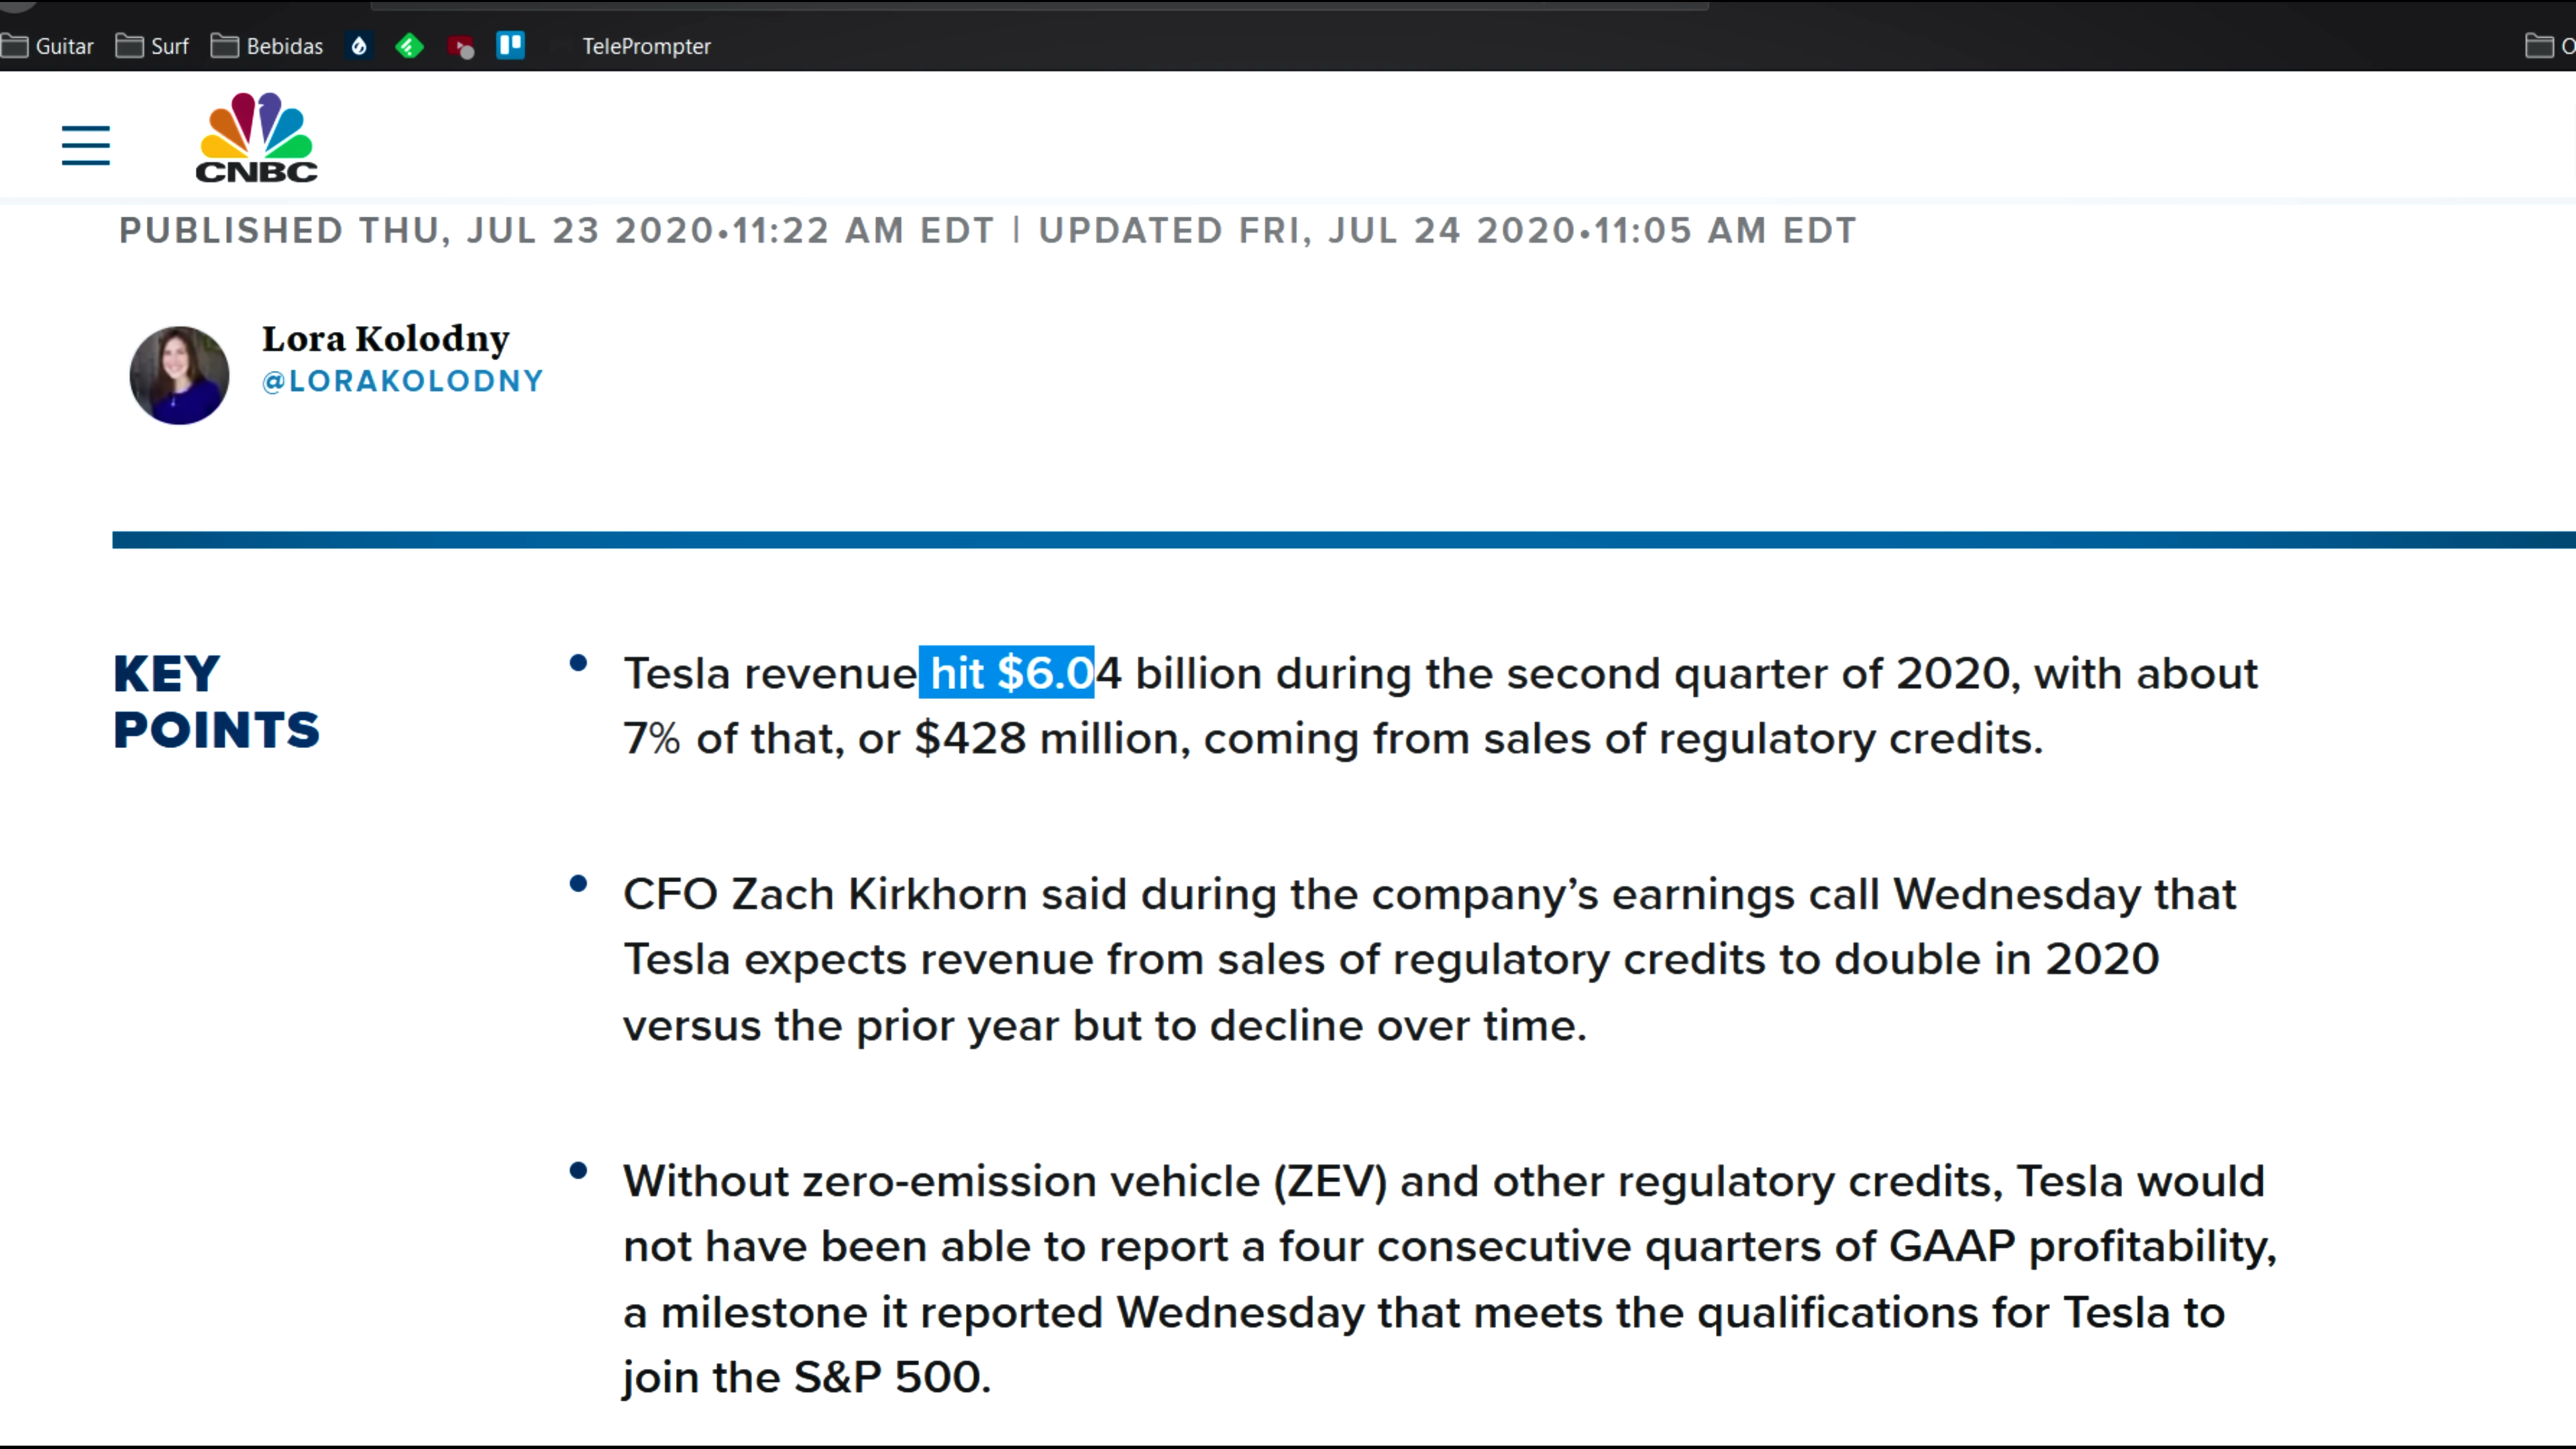 Guitar Surf Bebidas TelePrompter
CNBC
PUBLISHED THU, JUL 23 2020•11:22 AM EDT | UPDATED FRI, JUL 24 2020•11:05 AM EDT
Lora Kolodny
@LORAKOLODNY
KEY
POINTS
• Tesla revenue hit $6.04 billion during the second quarter of 2020, with about
7% of that, or $428 million, coming from sales of regulatory credits.
• CFO Zach Kirkhorn said during the company’s earnings call Wednesday that
Tesla expects revenue from sales of regulatory credits to double in 2020
versus the prior year but to decline over time.
• Without zero-emission vehicle (ZEV) and other regulatory credits, Tesla would
not have been able to report a four consecutive quarters of GAAP profitability,
a milestone it reported Wednesday that meets the qualifications for Tesla to
join the S&P 500.